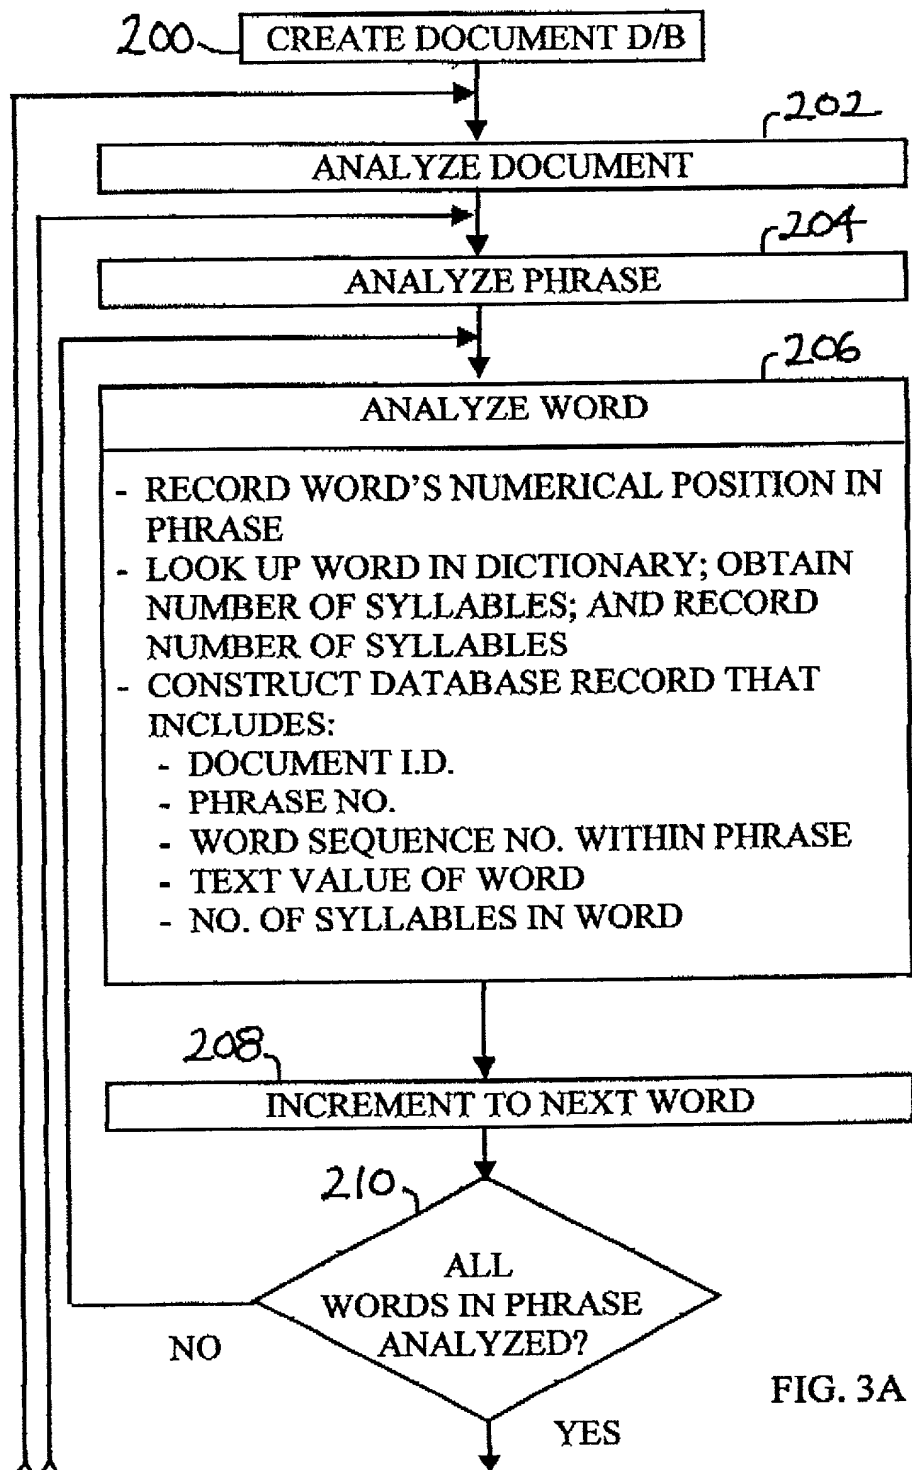 200
CREATE DOCUMENT D/B
202
ANALYZE DOCUMENT
204
ANALYZE PHRASE
206
ANALYZE WORD
- RECORD WORD'S NUMERICAL POSITION IN
PHRASE
- LOOK UP WORD IN DICTIONARY; OBTAIN
NUMBER OF SYLLABLES; AND RECORD
NUMBER OF SYLLABLES
- CONSTRUCT DATABASE RECORD THAT
INCLUDES:
- DOCUMENT I.D.
- PHRASE NO.
- WORD SEQUENCE NO. WITHIN PHRASE
- TEXT VALUE OF WORD
- NO. OF SYLLABLES IN WORD
208
INCREMENT TO NEXT WORD
210
ALL
WORDS IN PHRASE
ANALYZED?
NO
FIG. 3A
YES